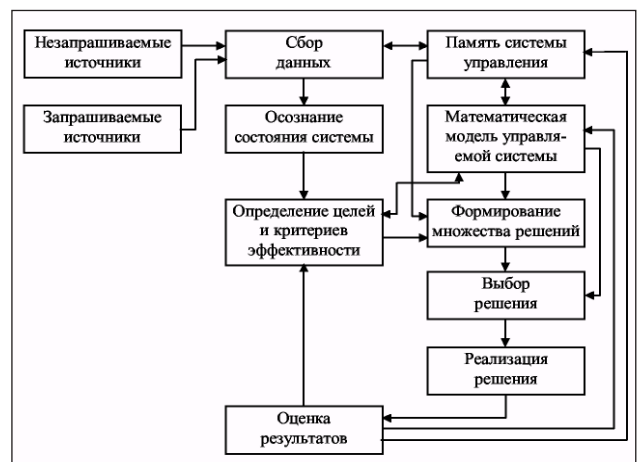 Незапрашиваемые
источники
Сбор
данных
Память системы
управления
Запрашиваемые
источники
Осознание
состояния системы
Математическая
модель управля-
емой системы
Определение целей
и критериев
эффективности
Формирование
множества решений
Выбор
решения
Реализация
решения
Оценка
результатов